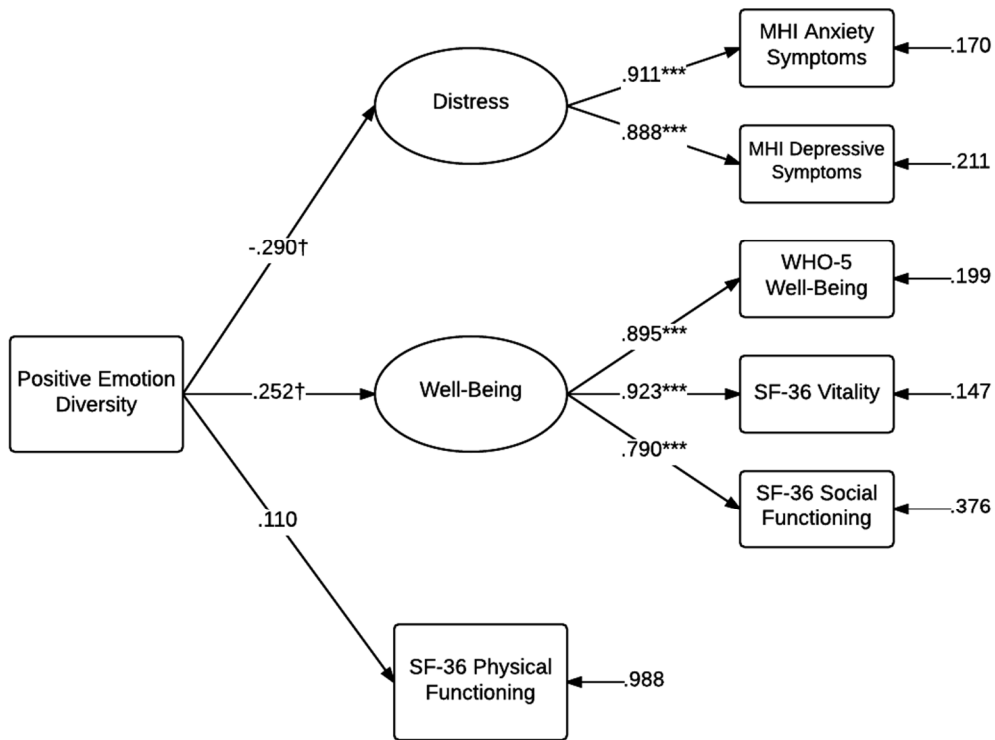 MHI Anxiety
Symptoms
.170
.911***
Distress
.888***
MHI Depressive
Symptoms
.211
-.290†
WHO-5
Well-Being
.199
.895***
Positive Emotion
Diversity
.252†
Well-Being
.923***
SF-36 Vitality
.147
.790***
SF-36 Social
Functioning
.376
.110
SF-36 Physical
Functioning
.988